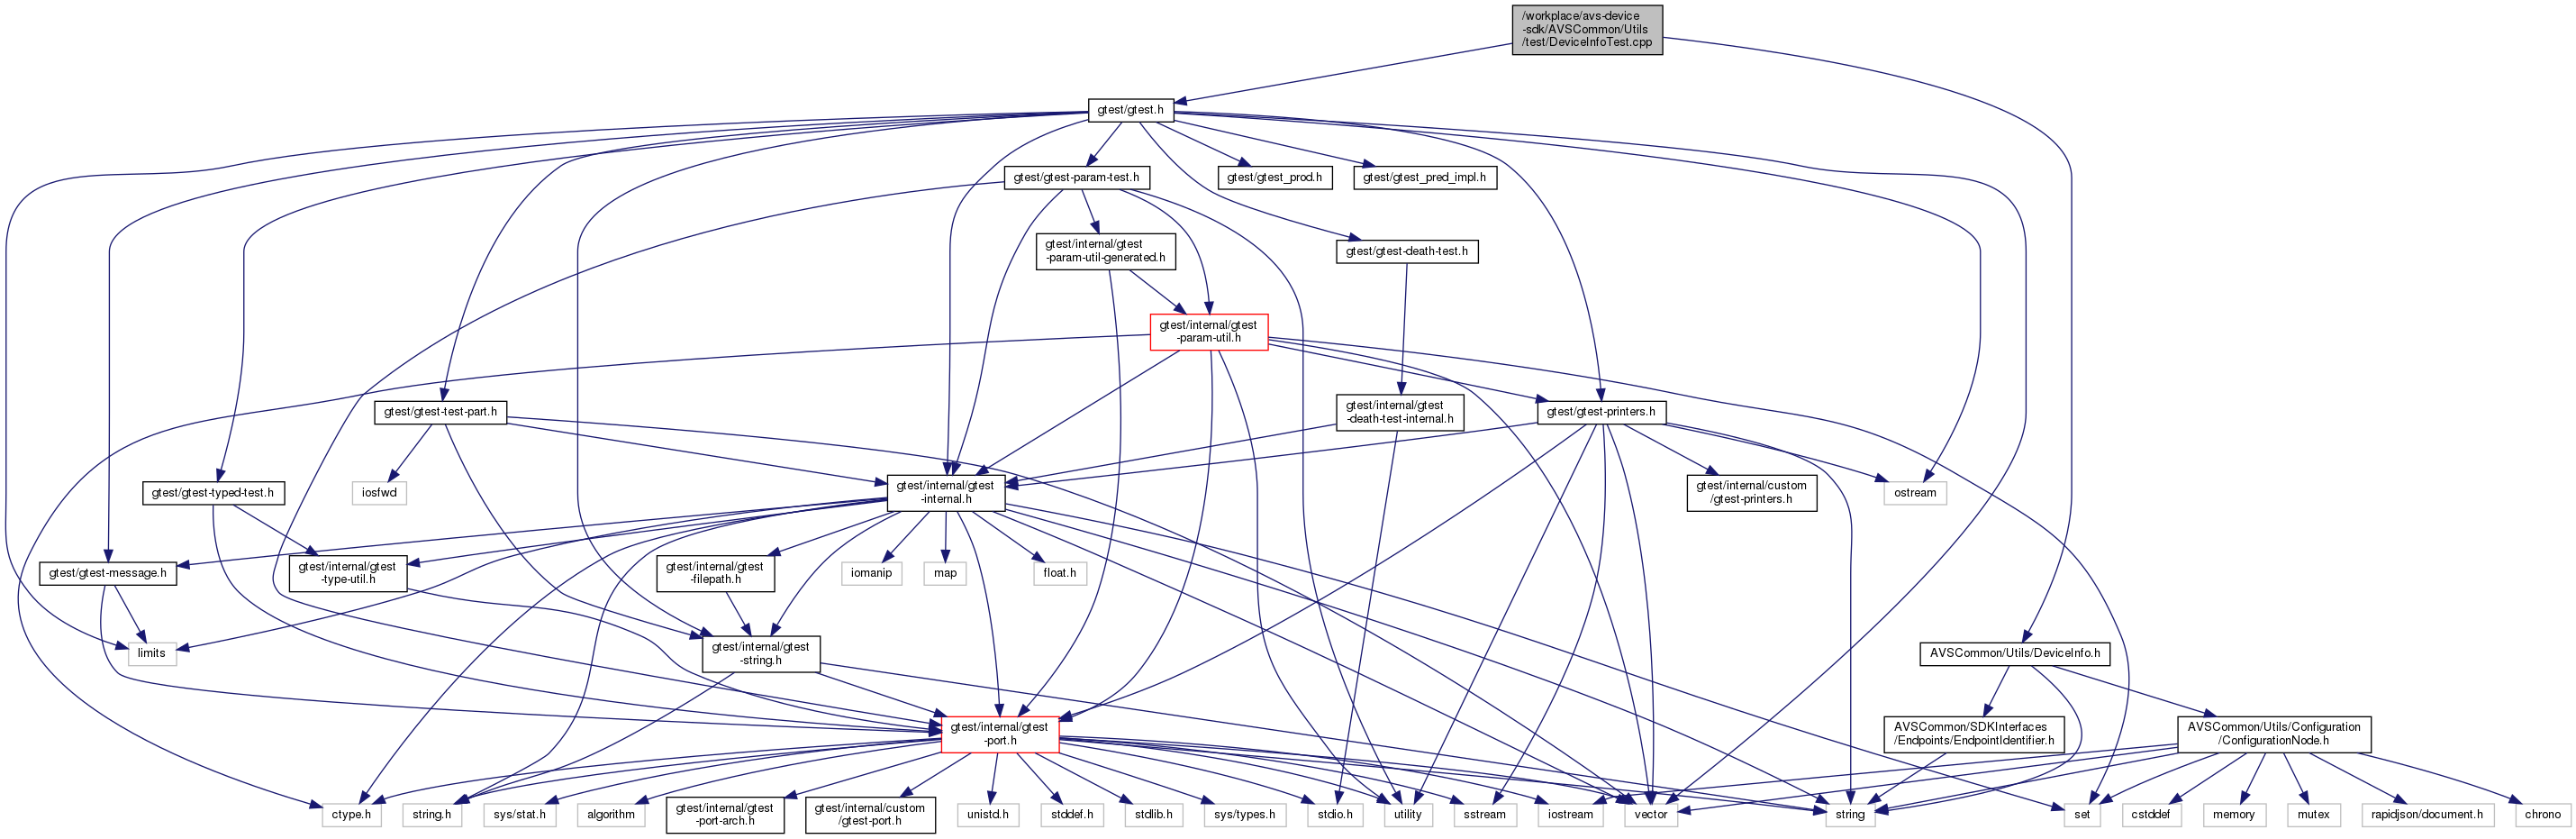 /workplace/avs-device
-sdk/AVSCommon/Utils
/test/DeviceInfoTest.cpp
gtest/gtest.h
gtest/gtest-param-test.h
gtest/gtest_prod.h
gtest/gtest_pred_impl.h
gtest/internal/gtest
-param-util-generated.h
gtest/gtest-death-test.h
gtest/internal/gtest
-param-util.h
gtest/gtest-test-part.h
gtest/internal/gtest
-death-test-internal.h
gtest/gtest-printers.h
gtest/gtest-typed-test.h
iosfwd
gtest/internal/gtest
-internal.h
gtest/internal/custom
/gtest-printers.h
ostream
gtest/gtest-message.h
gtest/internal/gtest
-type-util.h
gtest/internal/gtest
-filepath.h
iomanip
map
float.h
limits
gtest/internal/gtest
-string.h
AVSCommon/Utils/DeviceInfo.h
gtest/internal/gtest
-port.h
AVSCommon/SDKInterfaces
/Endpoints/EndpointIdentifier.h
AVSCommon/Utils/Configuration
/ConfigurationNode.h
ctype.h
string.h
sys/stat.h
algorithm
gtest/internal/gtest
-port-arch.h
gtest/internal/custom
/gtest-port.h
unistd.h
stddef.h
stdlib.h
sys/types.h
stdio.h
utility
sstream
iostream
vector
string
set
cstddef
memory
mutex
rapidjson/document.h
chrono